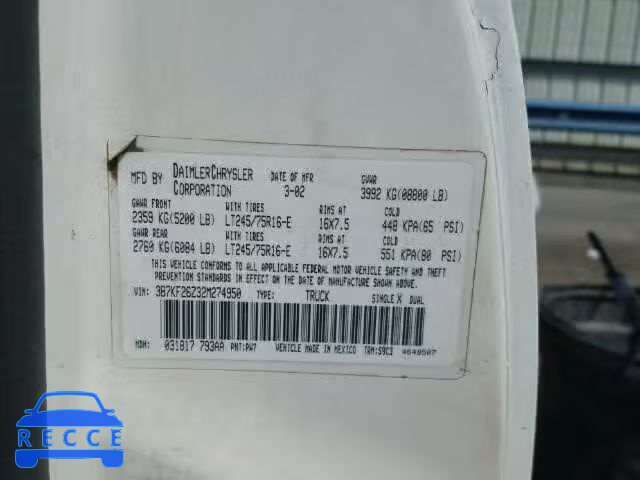 MFD BY DAIMLERCHRYSLER CORPORATION DATE OF MFR 3-02 GVWR 3992 KG(08800 LB)
GAWR FRONT WITH TIRES RIMS AT COLD
2359 KG(5200 LB) LT245/75R16-E 16X7.5 448 KPA(65 PSI)
GAWR REAR WITH TIRES RIMS AT COLD
2760 KG(6084 LB) LT245/75R16-E 16X7.5 551 KPA(80 PSI)
THIS VEHICLE CONFORMS TO ALL APPLICABLE FEDERAL MOTOR VEHICLE SAFETY AND THEFT
PREVENTION STANDARDS IN EFFECT ON THE DATE OF MANUFACTURE SHOWN ABOVE.
VIN: 3B7KF26Z32M274950 TYPE: TRUCK SINGLE X DUAL
MDH: 031817 793AA PNT:PW7 VEHICLE MADE IN MEXICO TRM:S9C3 4648507
RECCE